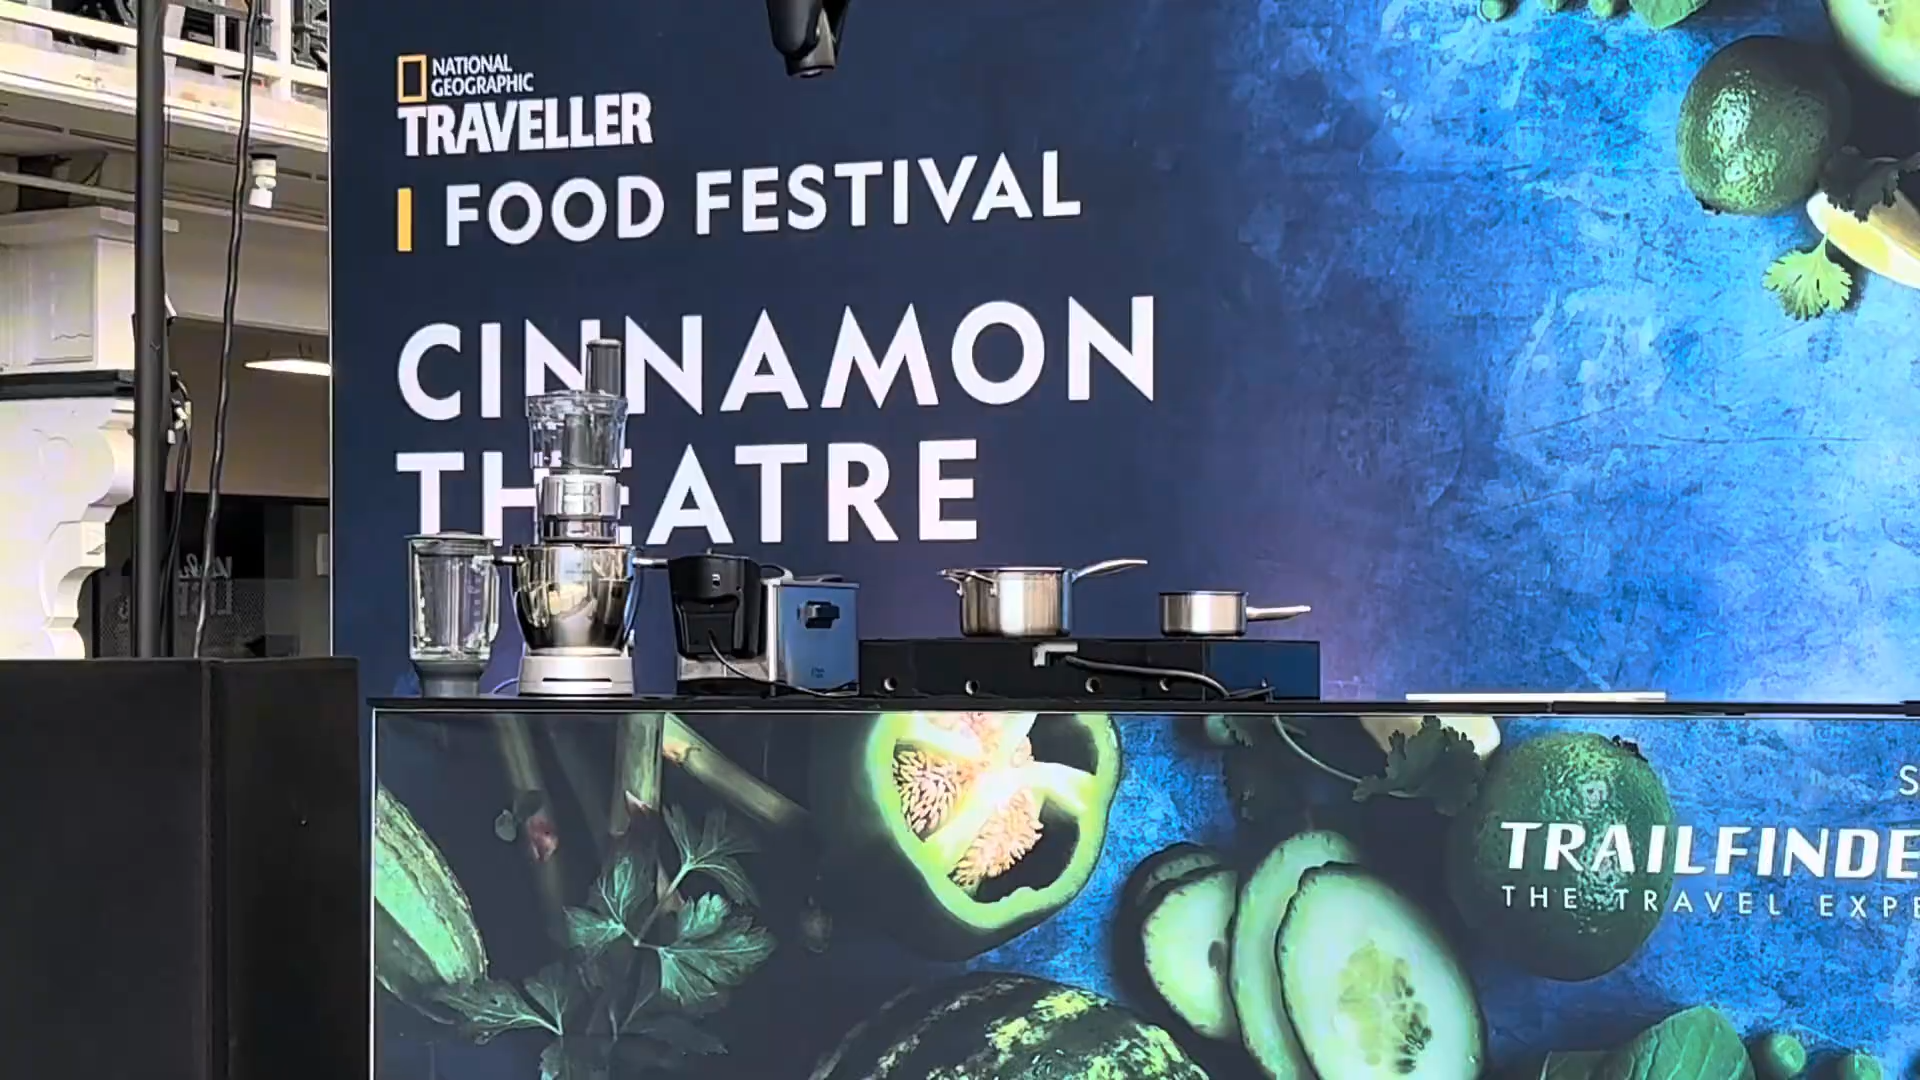 NATIONAL
GEOGRAPHIC
TRAVELLER
FOOD FESTIVAL
CINNAMON
THEATRE
S
TRAILFINDE
THE TRAVEL EXPE